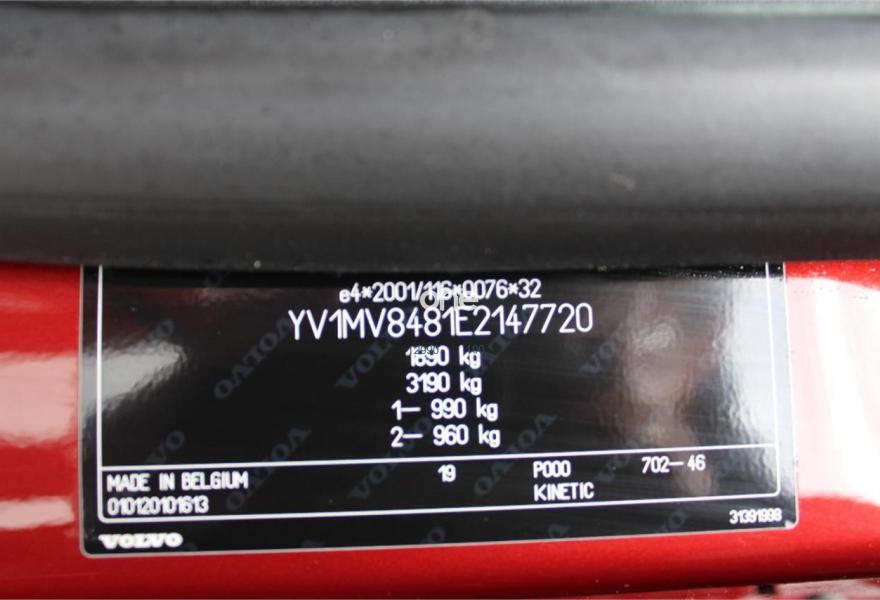 e4*2001/116*0076*32
YV1MV8481E2147720
1890 kg
3190 kg
1– 990 kg
2– 960 kg
MADE IN BELGIUM 19 P000 702–46
010120101613 KINETIC
31391998
VOLVO